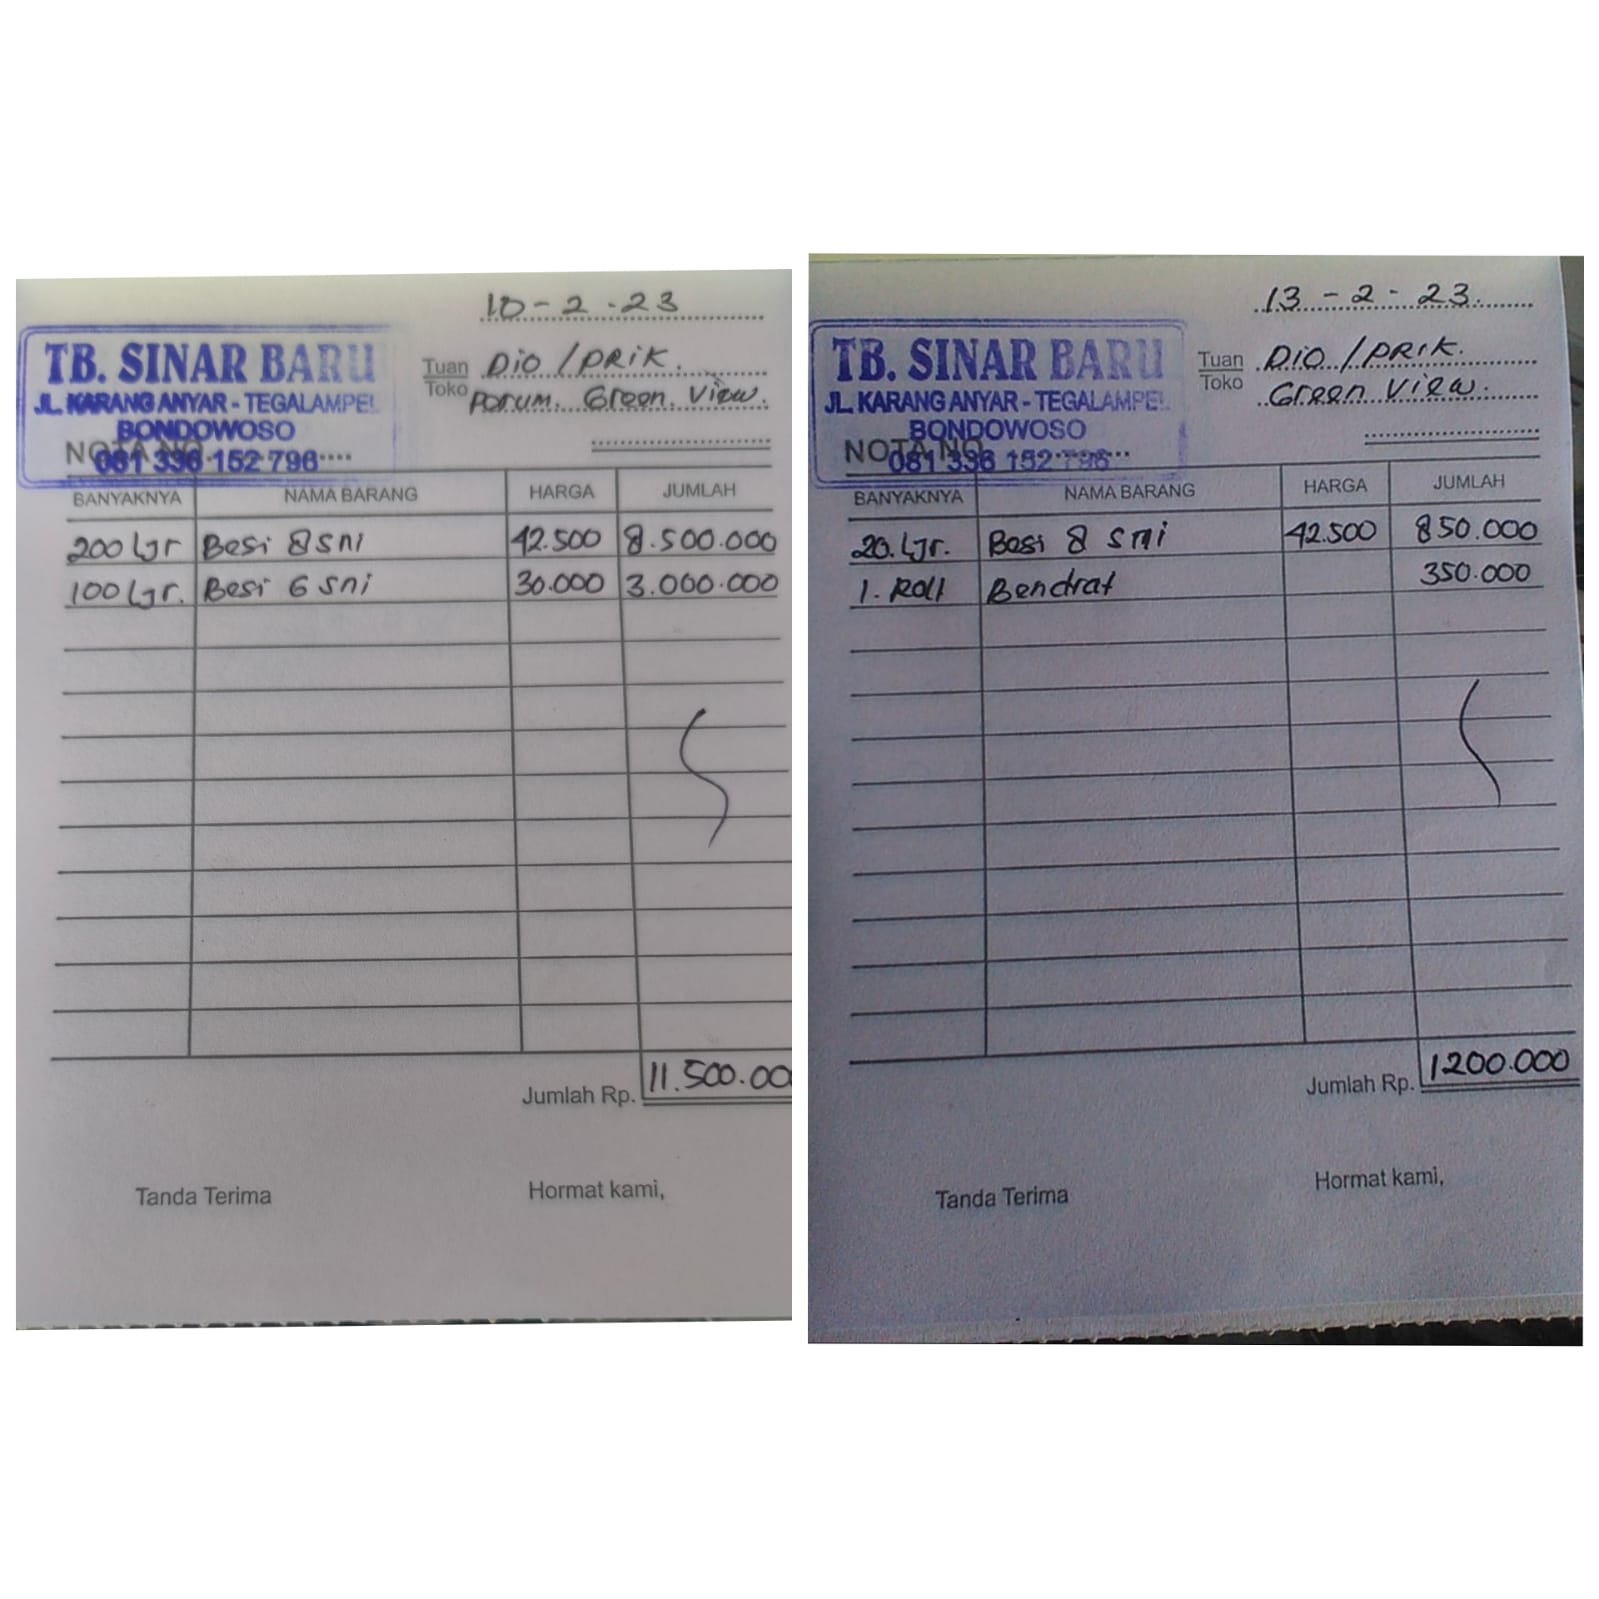 10-2-23
TB. SINAR BARU
JL. KARANG ANYAR - TEGALAMPEL
BONDOWOSO
081 336 152 796
Tuan Dio / PRIK.
Toko Perum. Green. View.
NOTA NO.
BANYAKNYA NAMA BARANG HARGA JUMLAH
200 Ljr Besi 8 sni 42.500 8.500.000
100 Ljr. Besi 6 sni 30.000 3.000.000
Jumlah Rp. 11.500.00
Tanda Terima Hormat kami,
13-2-23.
TB. SINAR BARU
JL. KARANG ANYAR - TEGALAMPEL
BONDOWOSO
081 336 152 796
Tuan Dio / PRIK.
Toko Green View.
NOTA NO.
BANYAKNYA NAMA BARANG HARGA JUMLAH
20. Ljr. Besi 8 sni 42.500 850.000
1. Roll Bendrat 350.000
Jumlah Rp. 1200.000
Tanda Terima Hormat kami,